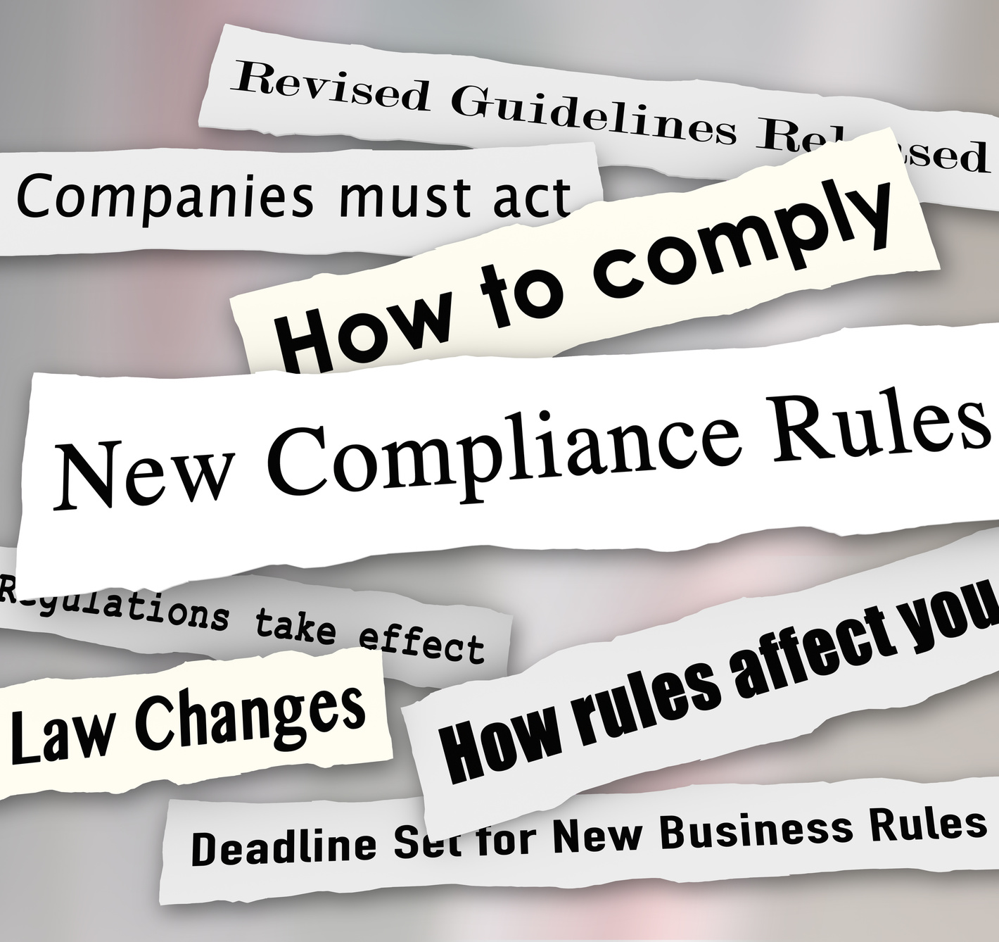 Revised Guidelines Released
Companies must act
How to comply
New Compliance Rules
Regulations take effect
Law Changes
How rules affect you
Deadline Set for New Business Rules